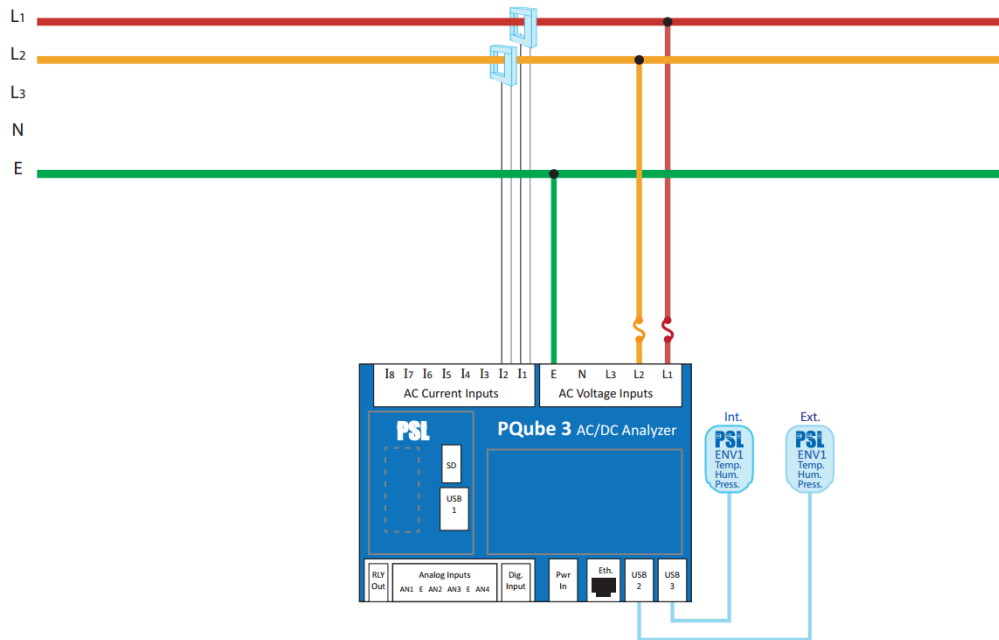 L1
L2
L3
N
E
I8 I7 I6 I5 I4 I3 I2 I1
AC Current Inputs
E N L3 L2 L1
AC Voltage Inputs
PSL
PQube 3 AC/DC Analyzer
SD
USB
1
Int.
PSL
ENV1
Temp.
Hum.
Press.
Ext.
PSL
ENV1
Temp.
Hum.
Press.
RLY
Out
Analog Inputs
AN1 E AN2 AN3 E AN4
Dig.
Input
Pwr
In
Eth.
USB
2
USB
3